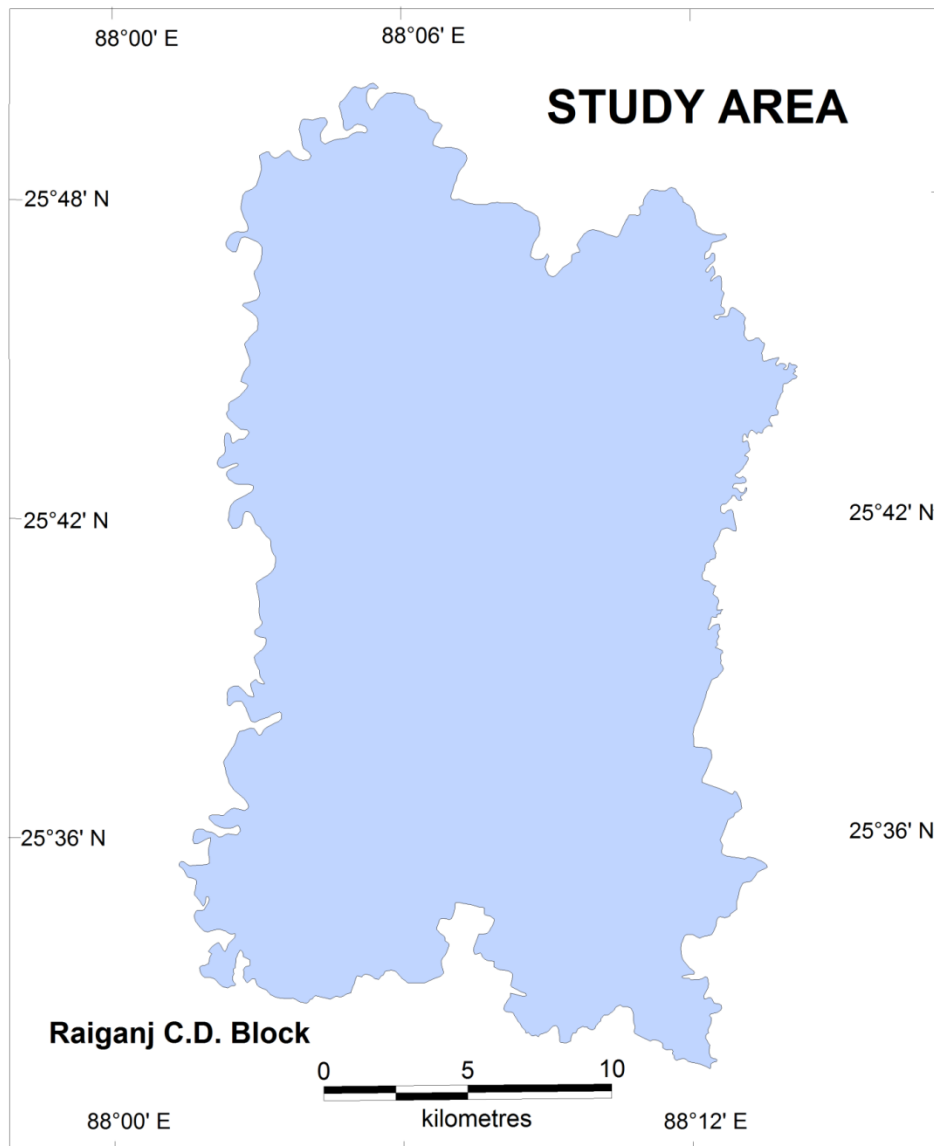 88°00' E
88°06' E
STUDY AREA
25°48' N
25°42' N
25°42' N
25°36' N
25°36' N
Raiganj C.D. Block
0 5 10
kilometres
88°00' E
88°12' E